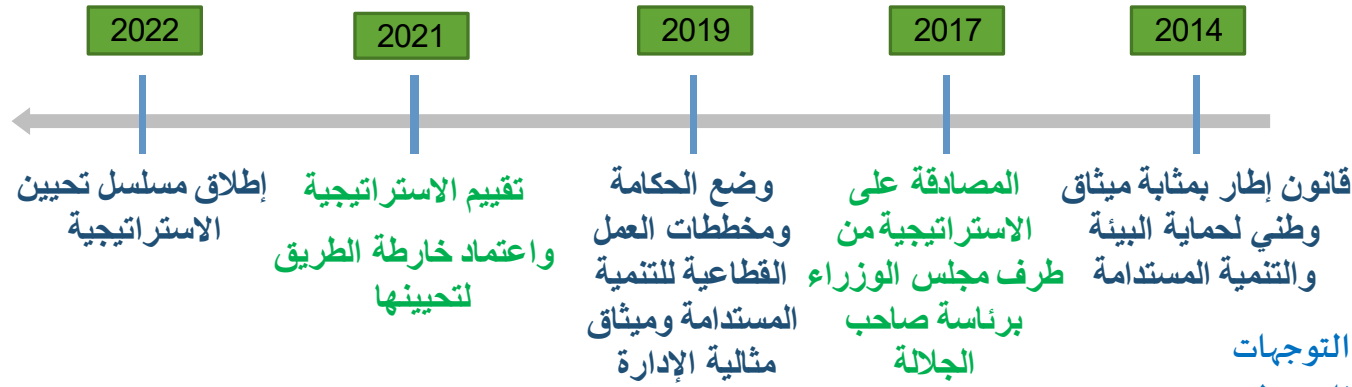 2014
قانون إطار بمثابة ميثاق
وطني لحماية البيئة
والتنمية المستدامة
2017
المصادقة على
الاستراتيجية من
طرف مجلس الوزراء
برئاسة صاحب
الجلالة
2019
وضع الحكامة
ومخططات العمل
القطاعية للتنمية
المستدامة وميثاق
مثالية الإدارة
2021
تقييم الاستراتيجية
واعتماد خارطة الطريق
لتحيينها
2022
إطلاق مسلسل تحيين
الاستراتيجية
التوجهات